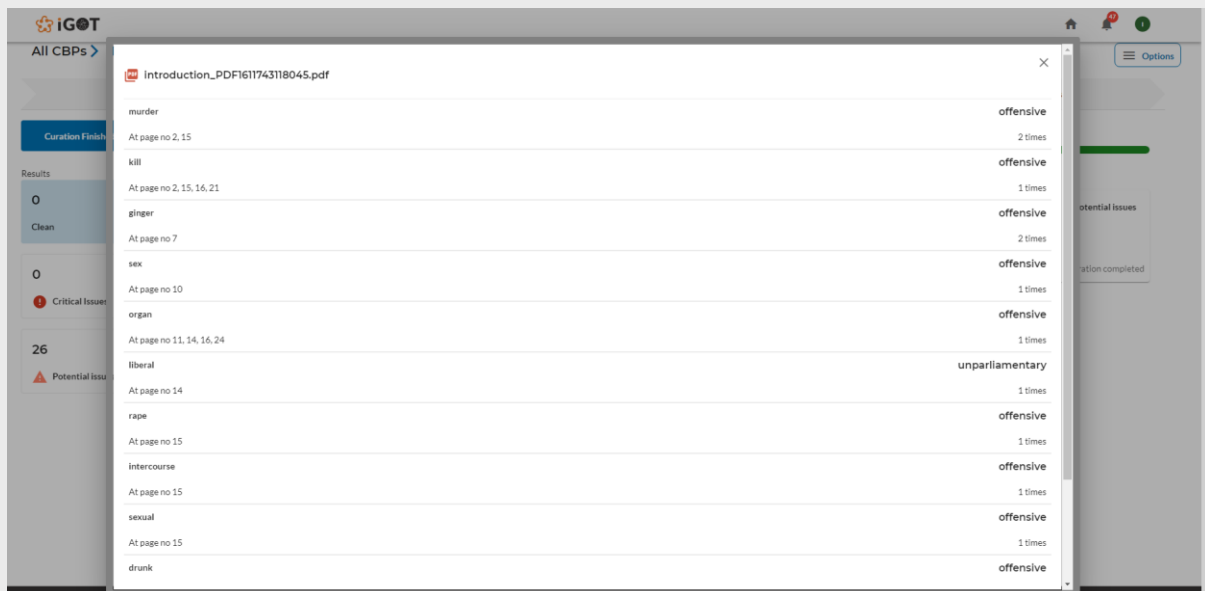 iGOT
47
All CBPs
Options
introduction_PDF1611743118045.pdf
murder offensive
At page no 2, 15 2 times
kill offensive
At page no 2, 15, 16, 21 1 times
ginger offensive
At page no 7 2 times
sex offensive
At page no 10 1 times
organ offensive
At page no 11, 14, 16, 24 1 times
liberal unparliamentary
At page no 14 1 times
rape offensive
At page no 15 1 times
intercourse offensive
At page no 15 1 times
sexual offensive
At page no 15 1 times
drunk offensive
Curation Finish
Results
0
Clean
0
Critical Issues
26
Potential issu
otential issues
ation completed